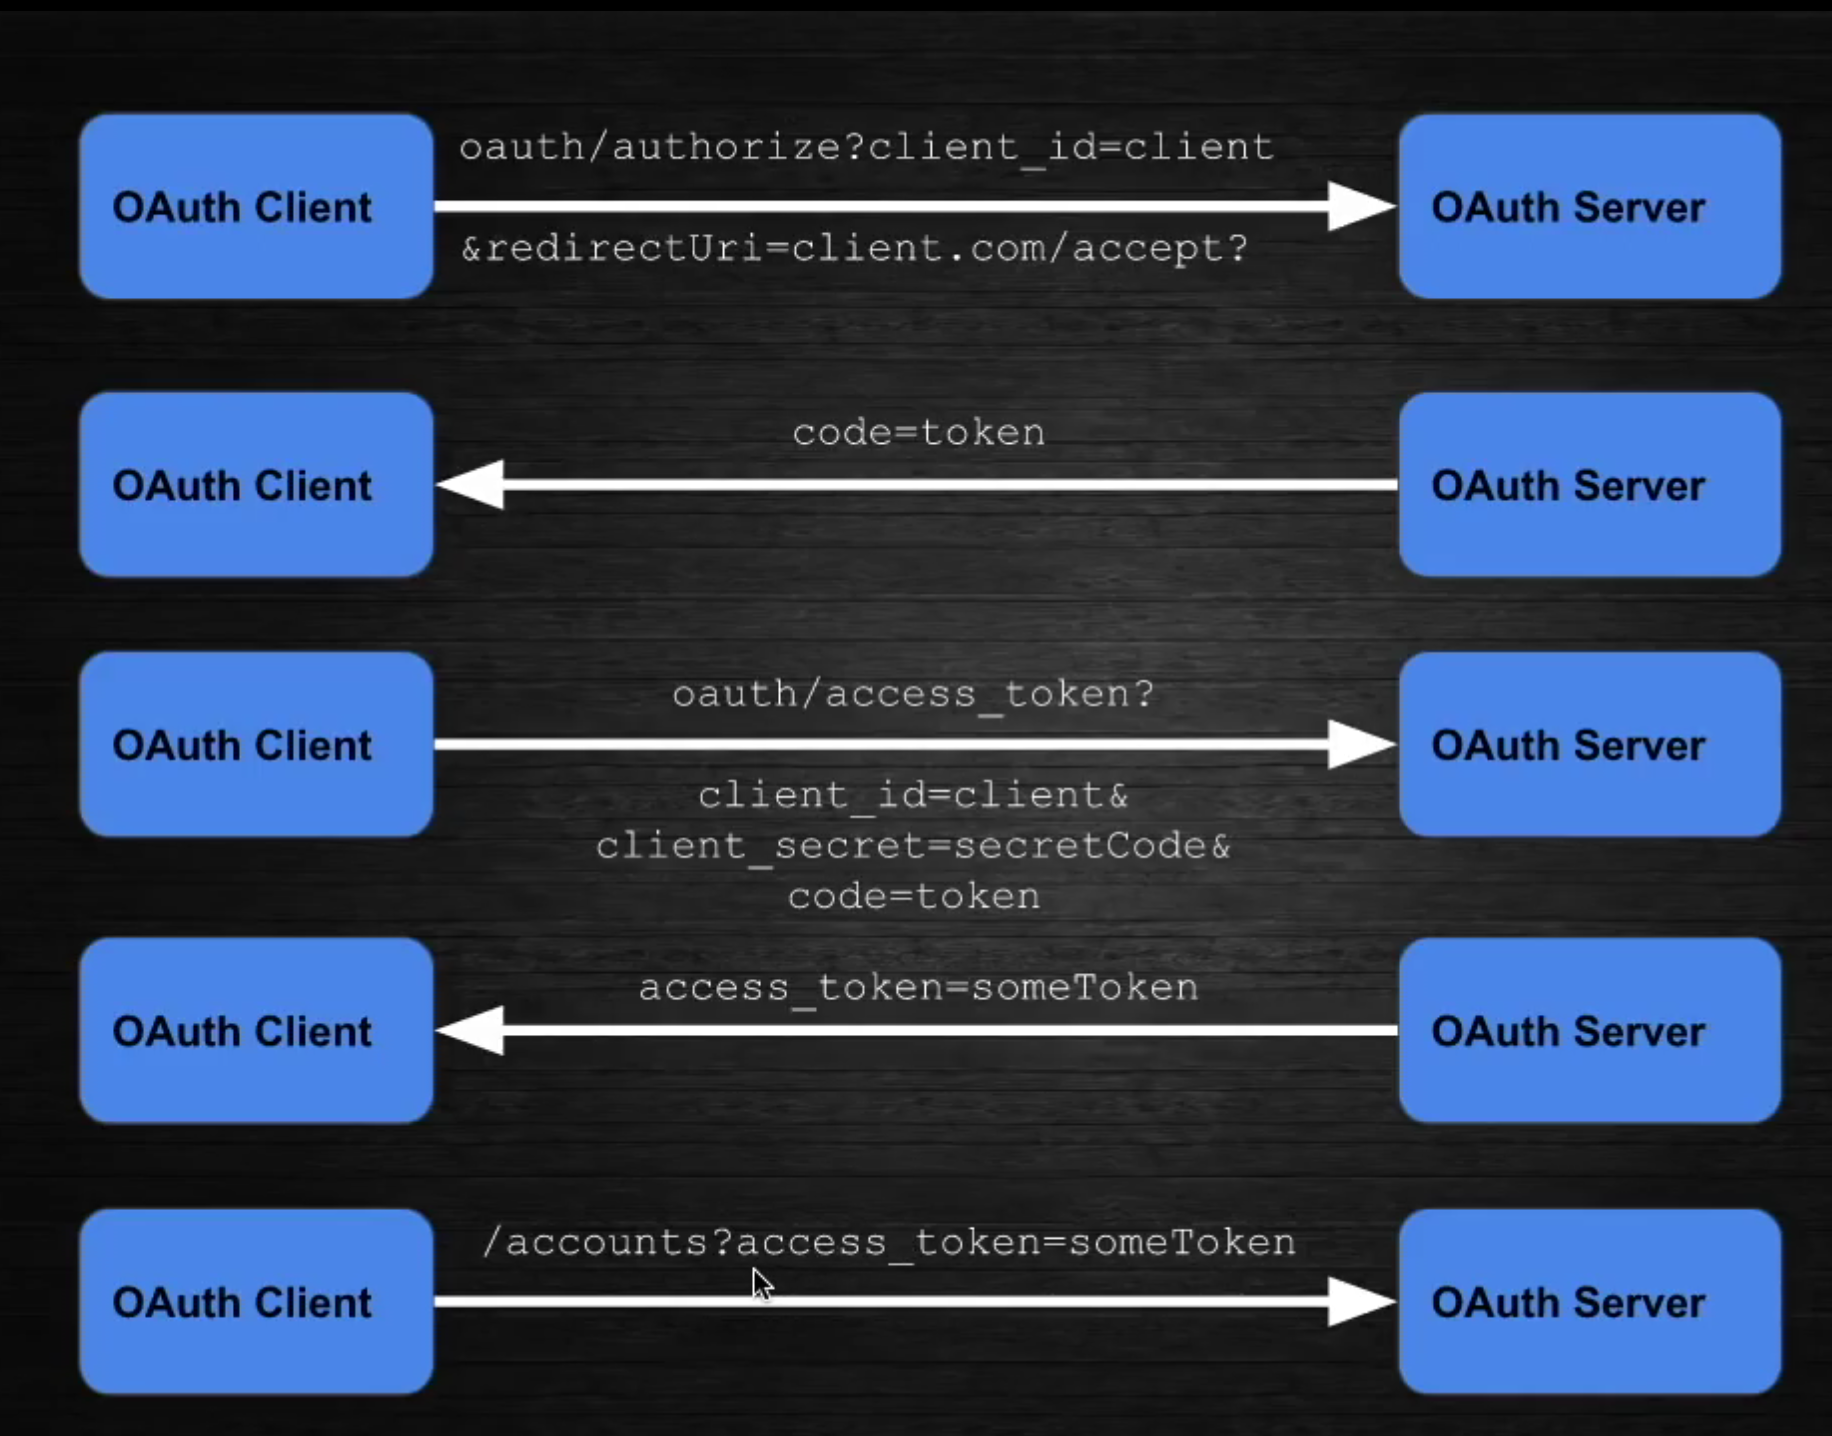 OAuth Client
oauth/authorize?client_id=client
&redirectUri=client.com/accept?
OAuth Server
OAuth Client
code=token
OAuth Server
OAuth Client
oauth/access_token?
client_id=client&
client_secret=secretCode&
code=token
OAuth Server
OAuth Client
access_token=someToken
OAuth Server
OAuth Client
/accounts?access_token=someToken
OAuth Server